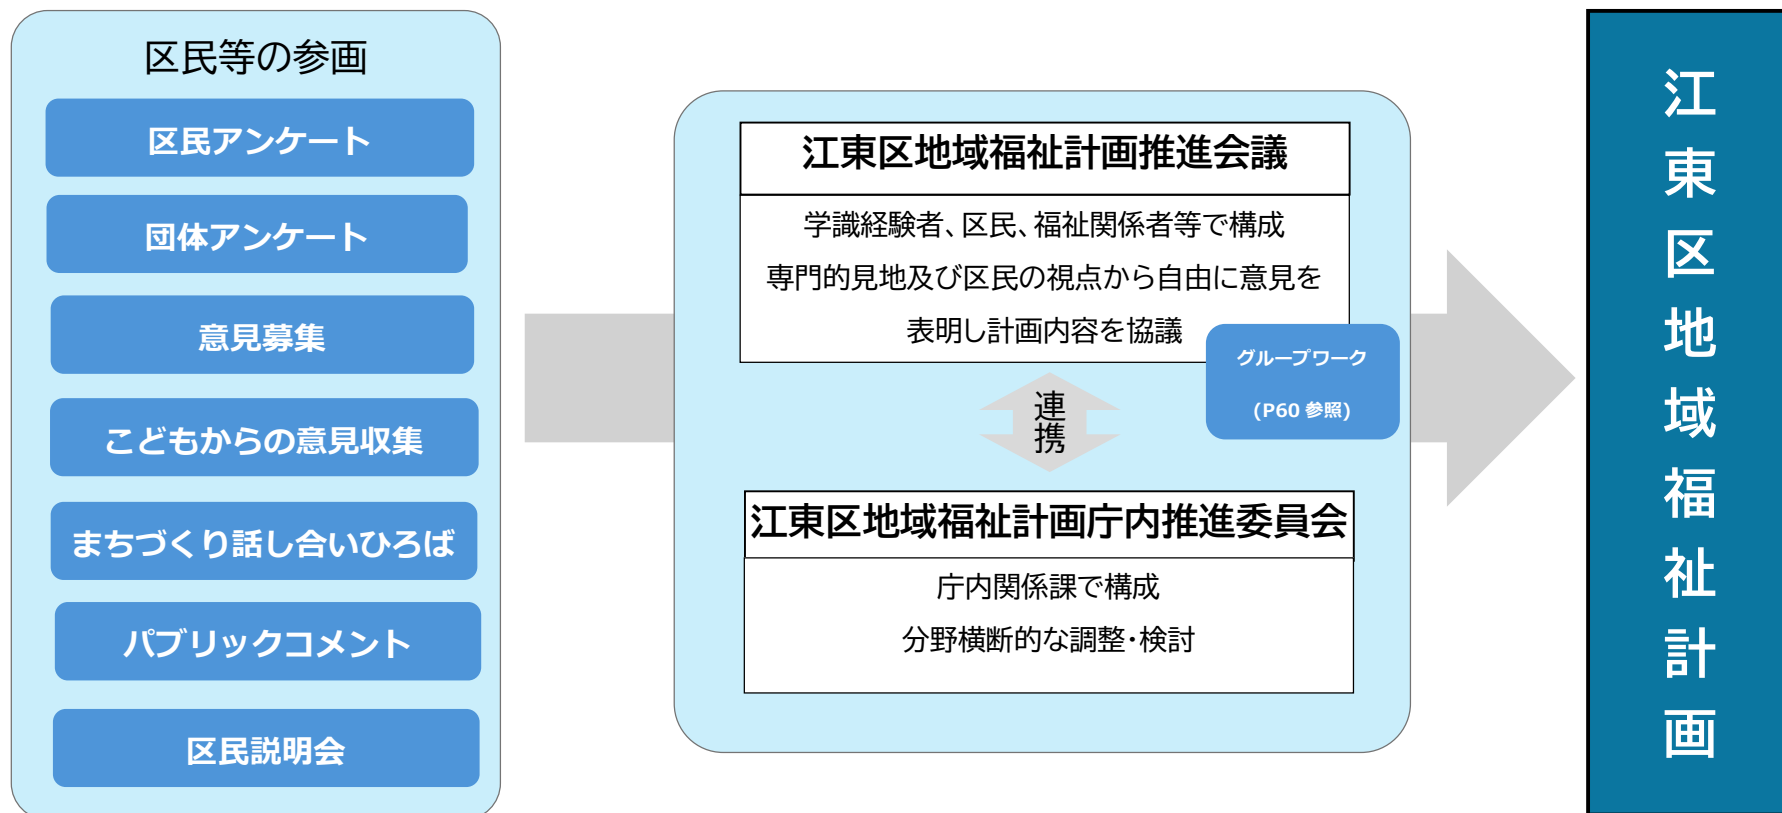 区民等の参画
区民アンケート
団体アンケート
意見募集
こどもからの意見収集
まちづくり話し合いひろば
パブリックコメント
区民説明会
江東区地域福祉計画推進会議
学識経験者、区民、福祉関係者等で構成
専門的見地及び区民の視点から自由に意見を
表明し計画内容を協議
グループワーク
(P60 参照)
連携
江東区地域福祉計画庁内推進委員会
庁内関係課で構成
分野横断的な調整・検討
江東区地域福祉計画